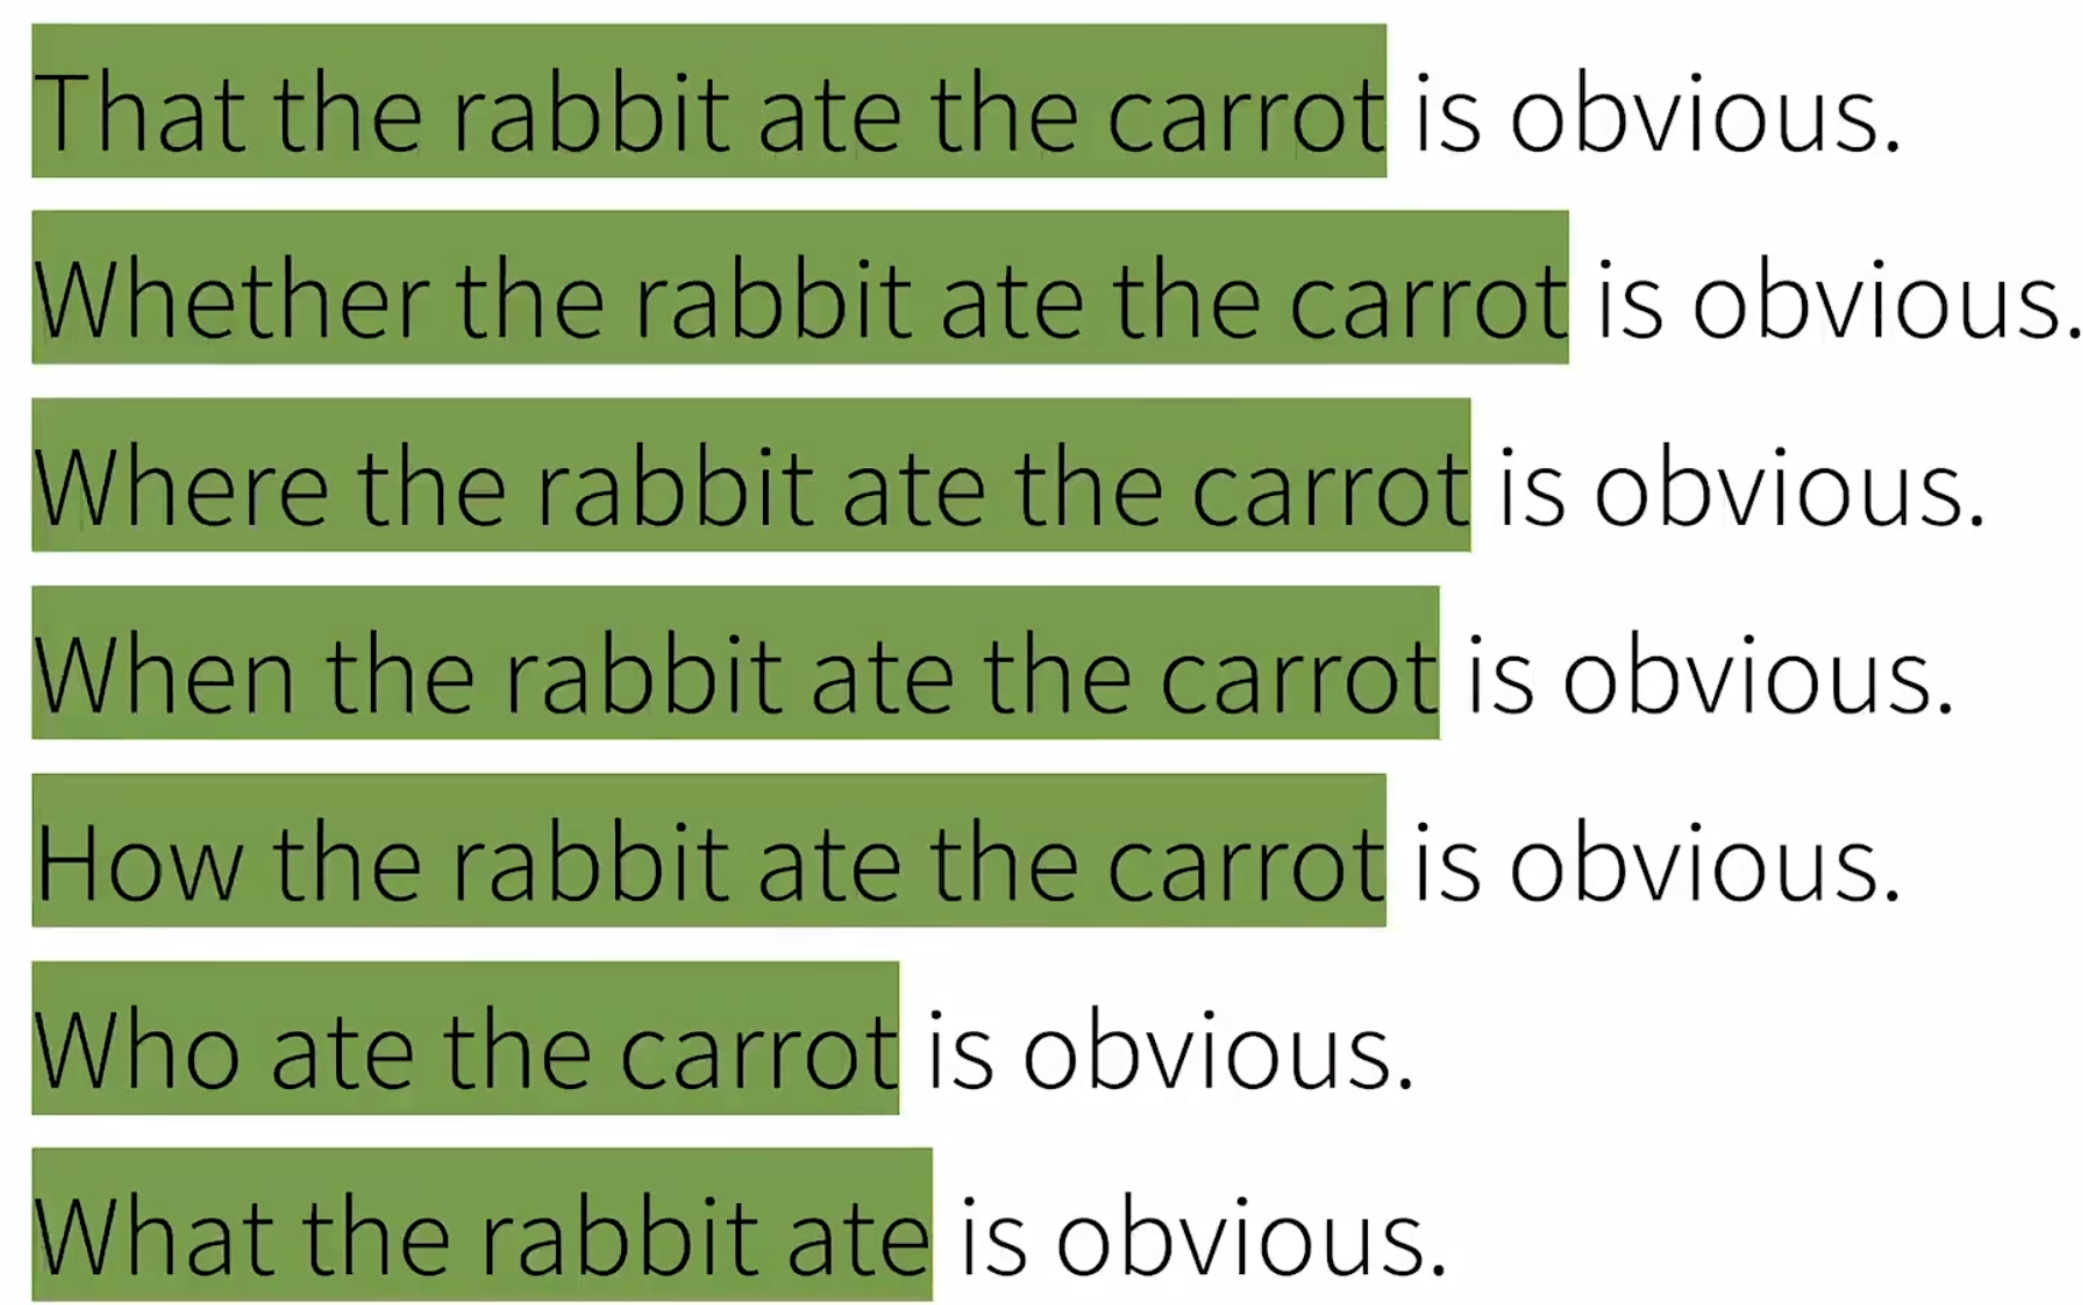 That the rabbit ate the carrot is obvious.
Whether the rabbit ate the carrot is obvious.
Where the rabbit ate the carrot is obvious.
When the rabbit ate the carrot is obvious.
How the rabbit ate the carrot is obvious.
Who ate the carrot is obvious.
What the rabbit ate is obvious.